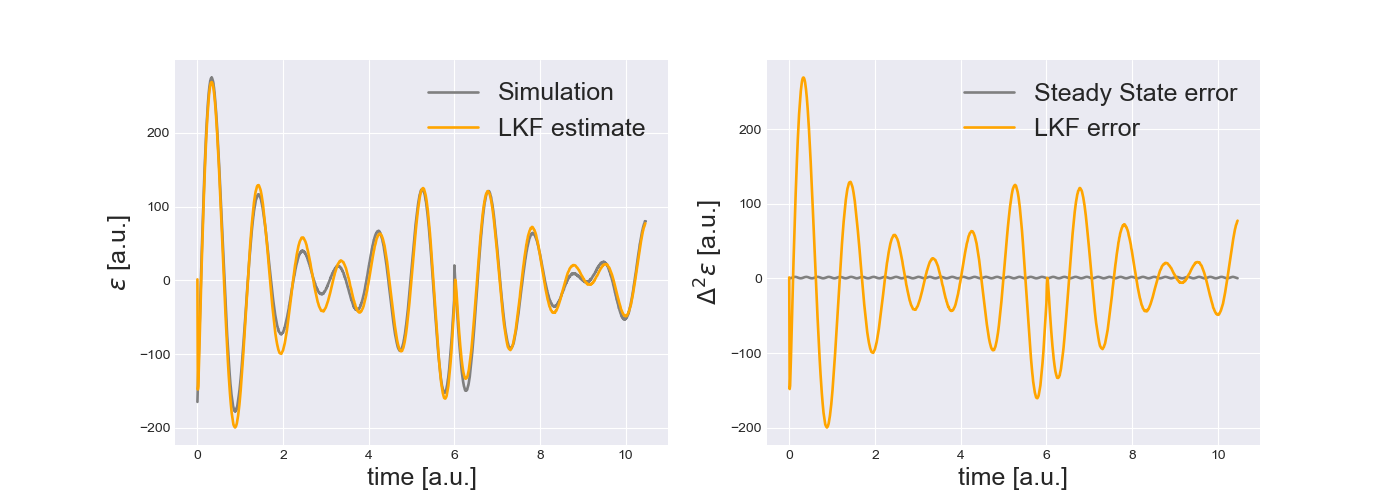 Simulation
LKF estimate
200
100
0
−100
−200
ε [a.u.]
0 2 4 6 8 10
time [a.u.]
Steady State error
LKF error
200
100
0
−100
−200
Δ² ε [a.u.]
0 2 4 6 8 10
time [a.u.]